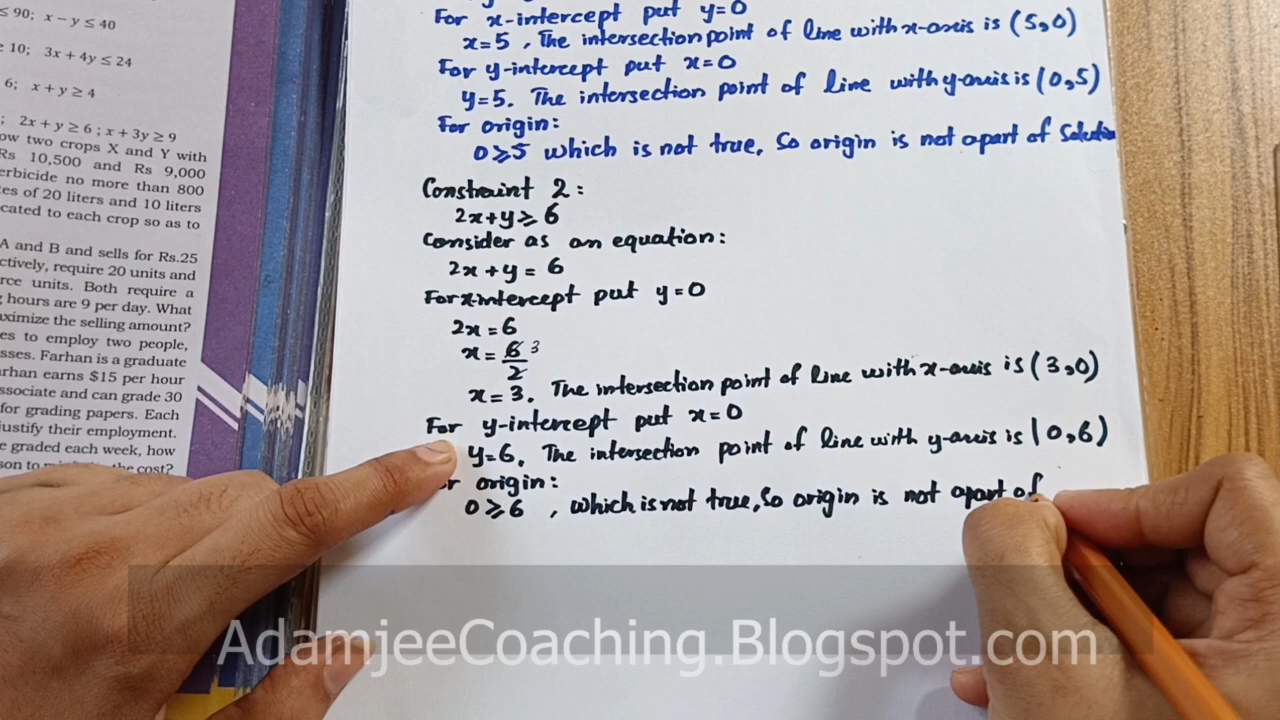 ≤ 90; x − y ≤ 40
10; 3x + 4y ≤ 24
6; x + y ≥ 4
; 2x + y ≥ 6 ; x + 3y ≥ 9
ow two crops X and Y with
Rs 10,500 and Rs 9,000
erbicide no more than 800
es of 20 liters and 10 liters
cated to each crop so as to
A and B and sells for Rs.25
ctively, require 20 units and
rce units. Both require a
hours are 9 per day. What
ximize the selling amount?
es to employ two people,
sses. Farhan is a graduate
rhan earns $15 per hour
ssociate and can grade 30
for grading papers. Each
ustify their employment.
e graded each week, how
son to the cost?
For x-intercept put y=0
x=5 , The intersection point of line with x-axis is (5,0)
For y-intercept put x=0
y=5. The intersection point of line with y-axis is (0,5)
For origin:
0≥5 which is not true, So origin is not apart of Solution
Constraint 2:
2x+y≥6
Consider as an equation:
2x+y=6
For x-intercept put y=0
2x=6
x=6/2 3
x=3. The intersection point of line with x-axis is (3,0)
For y-intercept put x=0
y=6. The intersection point of line with y-axis is (0,6)
or origin:
0≥6 , which is not true, So origin is not apart of
AdamjeeCoaching.Blogspot.com